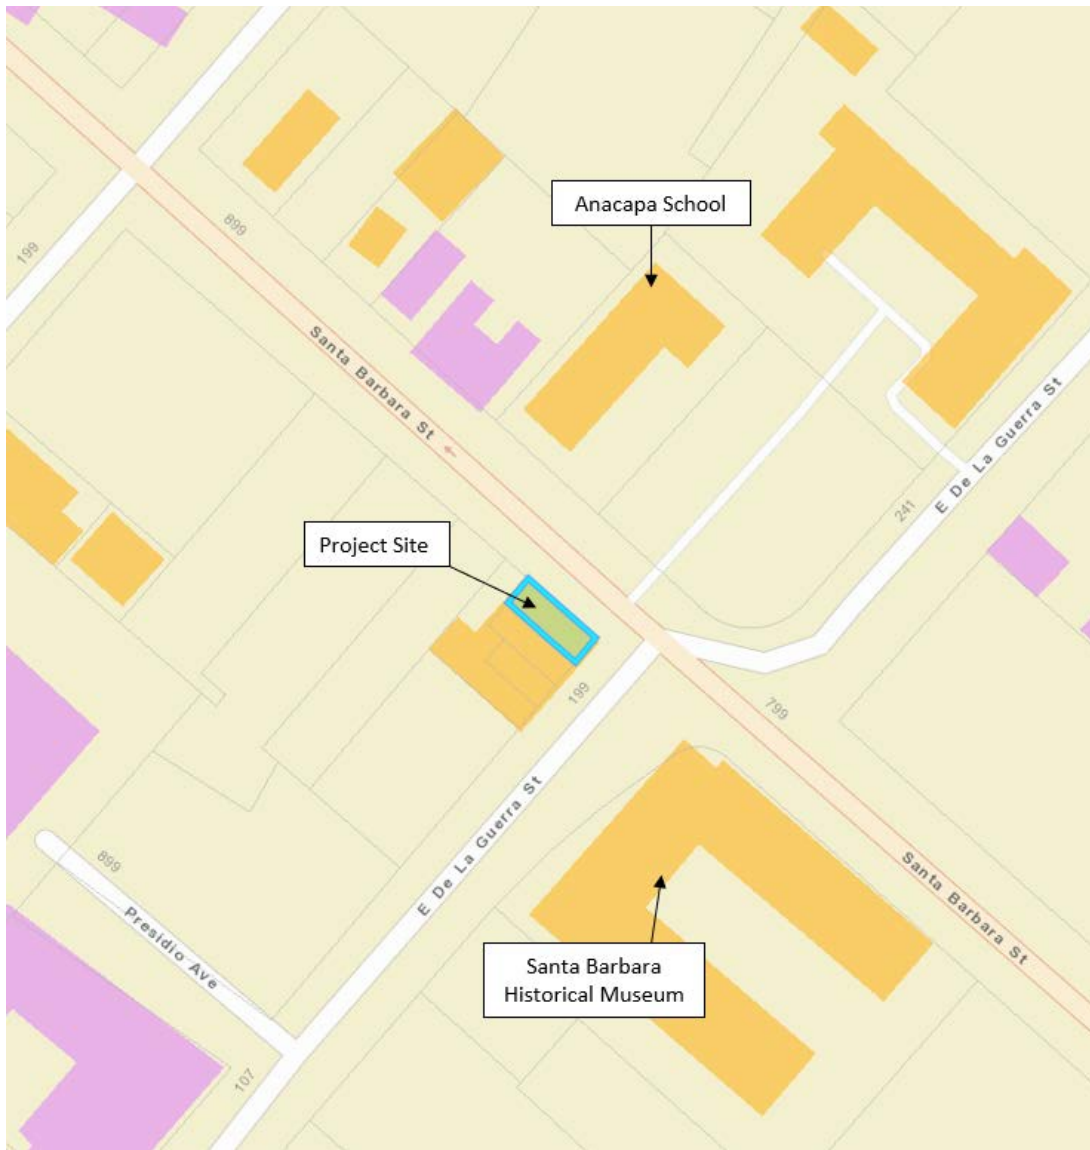 Anacapa School
899
199
Santa Barbara St
E De La Guerra St
241
Project Site
199
799
E De La Guerra St
899
Santa Barbara St
Presidio Ave
Santa Barbara
Historical Museum
107